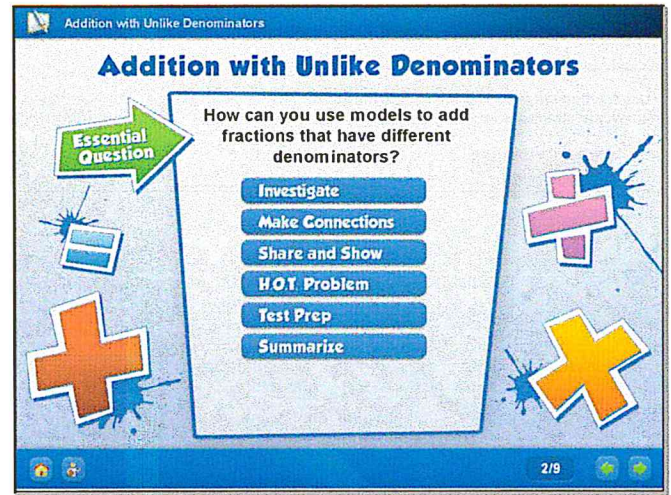 Addition with Unlike Denominators
Addition with Unlike Denominators
Essential
Question
How can you use models to add
fractions that have different
denominators?
Investigate
Make Connections
Share and Show
H.O.T. Problem
Test Prep
Summarize
2/9